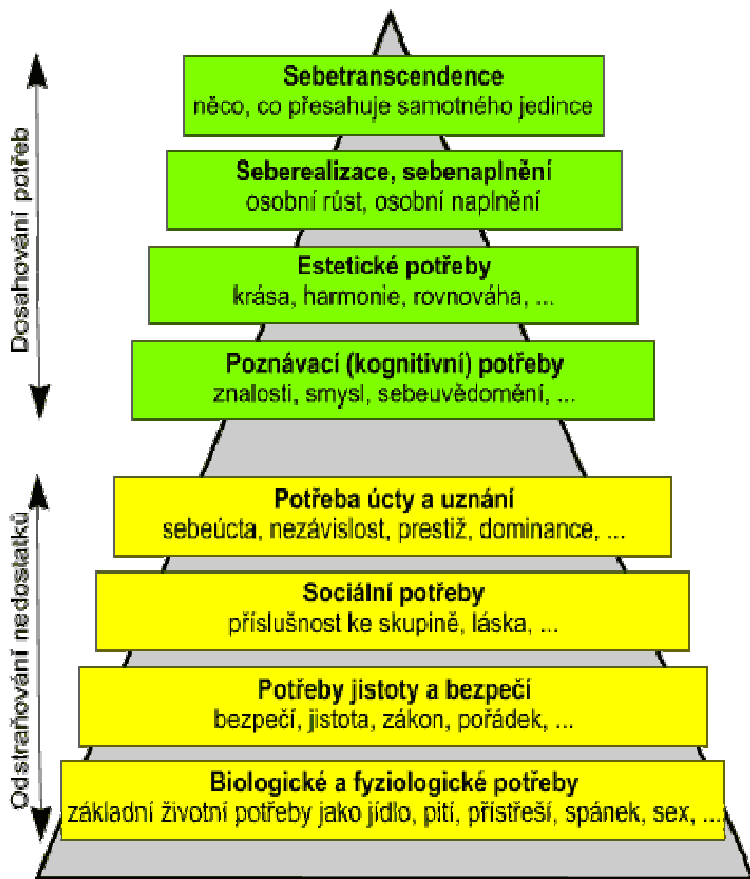 Sebetranscendence
něco, co přesahuje samotného jedince
Seberealizace, sebenaplnění
osobní růst, osobní naplnění
Estetické potřeby
krása, harmonie, rovnováha, ...
Poznávací (kognitivní) potřeby
znalosti, smysl, sebeuvědomění, ...
Dosahování potřeb
Potřeba úcty a uznání
sebeúcta, nezávislost, prestiž, dominance, ...
Sociální potřeby
příslušnost ke skupině, láska, ...
Potřeby jistoty a bezpečí
bezpečí, jistota, zákon, pořádek, ...
Biologické a fyziologické potřeby
základní životní potřeby jako jídlo, pití, přístřeší, spánek, sex, ...
Odstraňování nedostatků